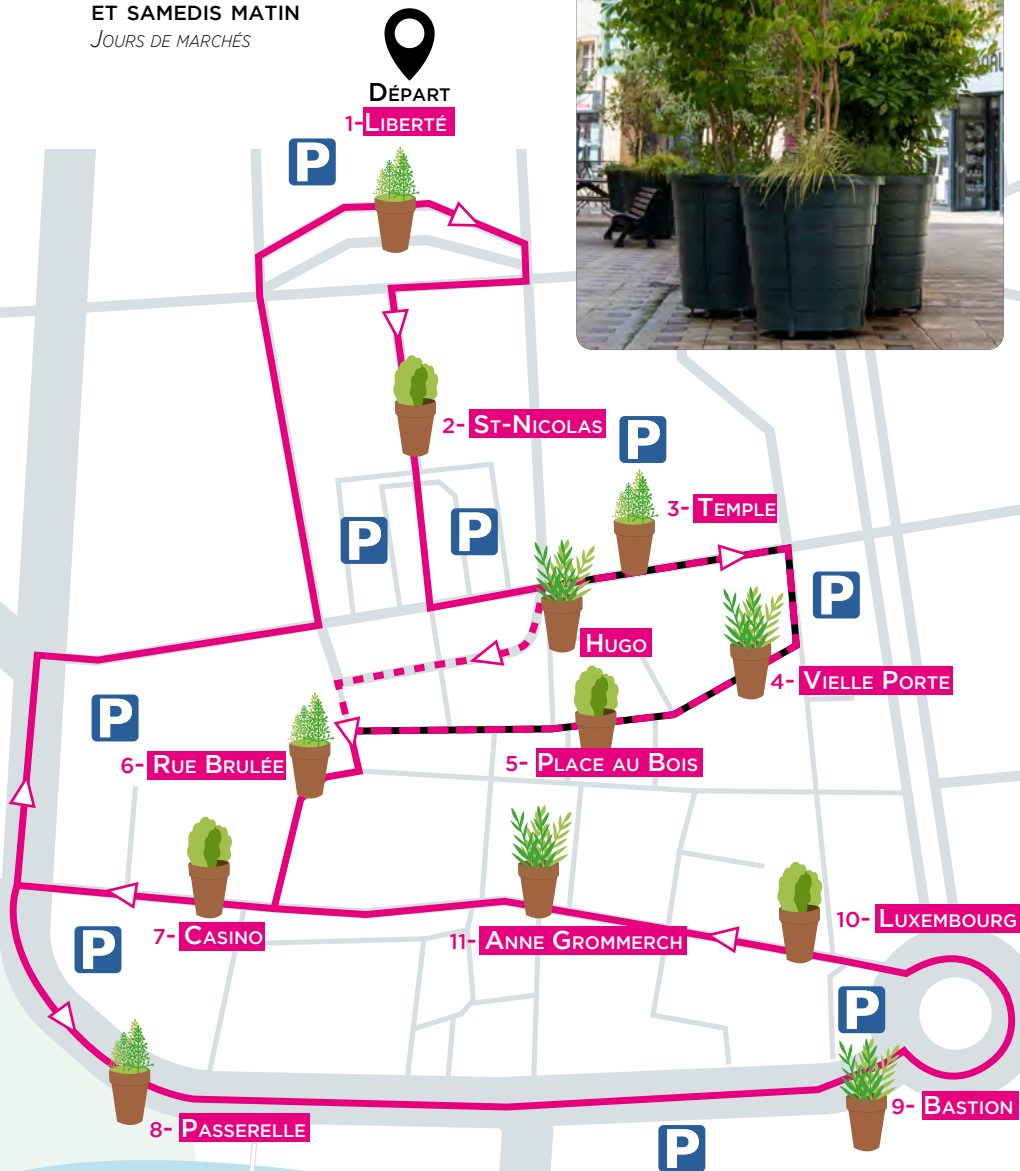 ET SAMEDIS MATIN
JOURS DE MARCHÉS
DÉPART
1-LIBERTÉ
P
2- ST-NICOLAS
P
3- TEMPLE
P
P
P
HUGO
4- VIELLE PORTE
P
6- RUE BRULÉE
5- PLACE AU BOIS
10- LUXEMBOURG
7- CASINO
11- ANNE GROMMERCH
P
P
9- BASTION
8- PASSERELLE
P